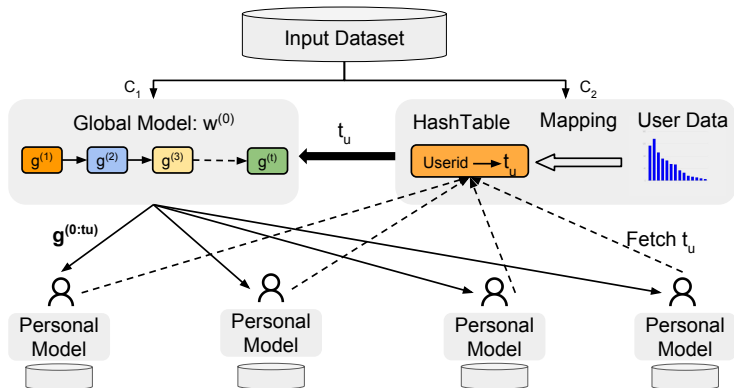 Input Dataset
C₁
C₂
Global Model: w⁽⁰⁾
g⁽¹⁾
g⁽²⁾
g⁽³⁾
g⁽ᵗ⁾
tᵤ
HashTable
Mapping
User Data
Userid
tᵤ
g⁽⁰:ᵗᵘ⁾
Fetch tᵤ
Personal
Model
Personal
Model
Personal
Model
Personal
Model